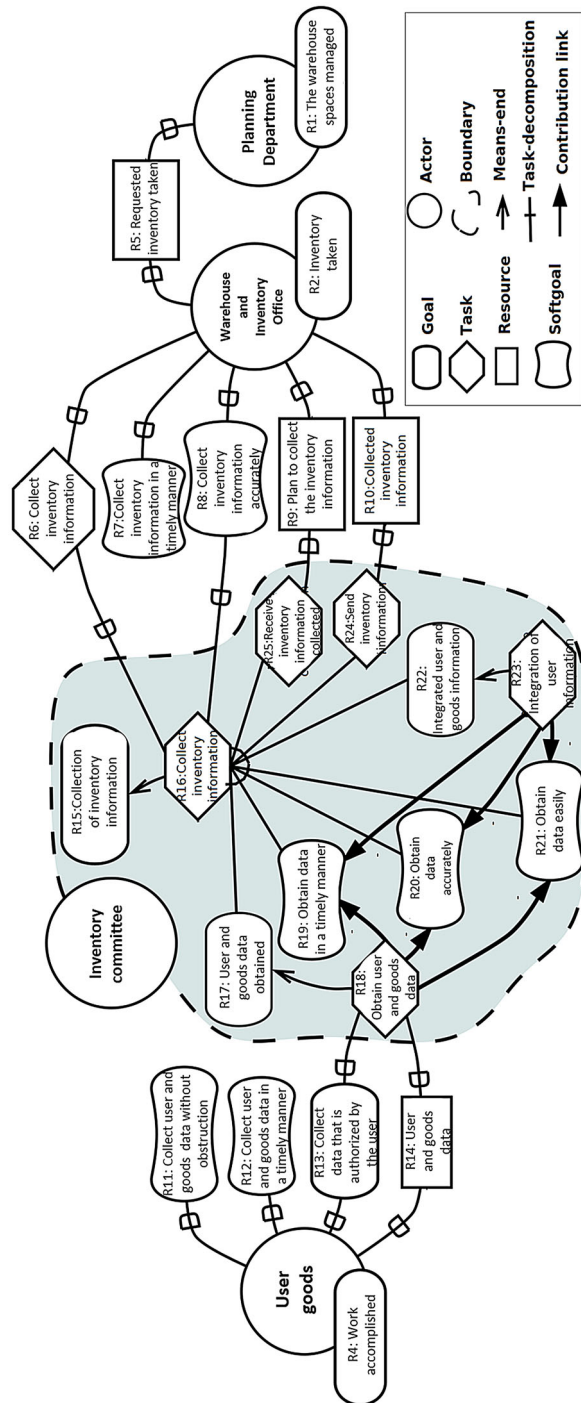 Planning
Department
R1: The warehouse
spaces managed
R5: Requested
inventory taken
Warehouse
and
Inventory
Office
R2: Inventory
taken
R6: Collect
inventory
information
R7:Collect
inventory
information in a
timely manner
R8: Collect
inventory
information
accurately
R9: Plan to collect
the inventory
information
R10:Collected
inventory
information
Inventory
committee
R15:Collection
of inventory
information
R16:Collect
inventory
information
R25:Receive
inventory
information
collected
R24:Send
inventory
information
R22:
Integrated user and
goods information
R23:
Integration of
user information
R17: User and
goods data
obtained
R19: Obtain data
in a timely manner
R20: Obtain
data
accurately
R21: Obtain
data easily
R18:
Obtain user
and goods
data
R11: Collect user and
goods data without
obstruction
R12: Collect user
and goods data in
a timely manner
R13: Collect
data that is
authorized by
the user
R14: User
and goods
data
User
goods
R4: Work
accomplished
Goal
Task
Resource
Softgoal
Actor
Boundary
Means-end
Task-decomposition
Contribution link